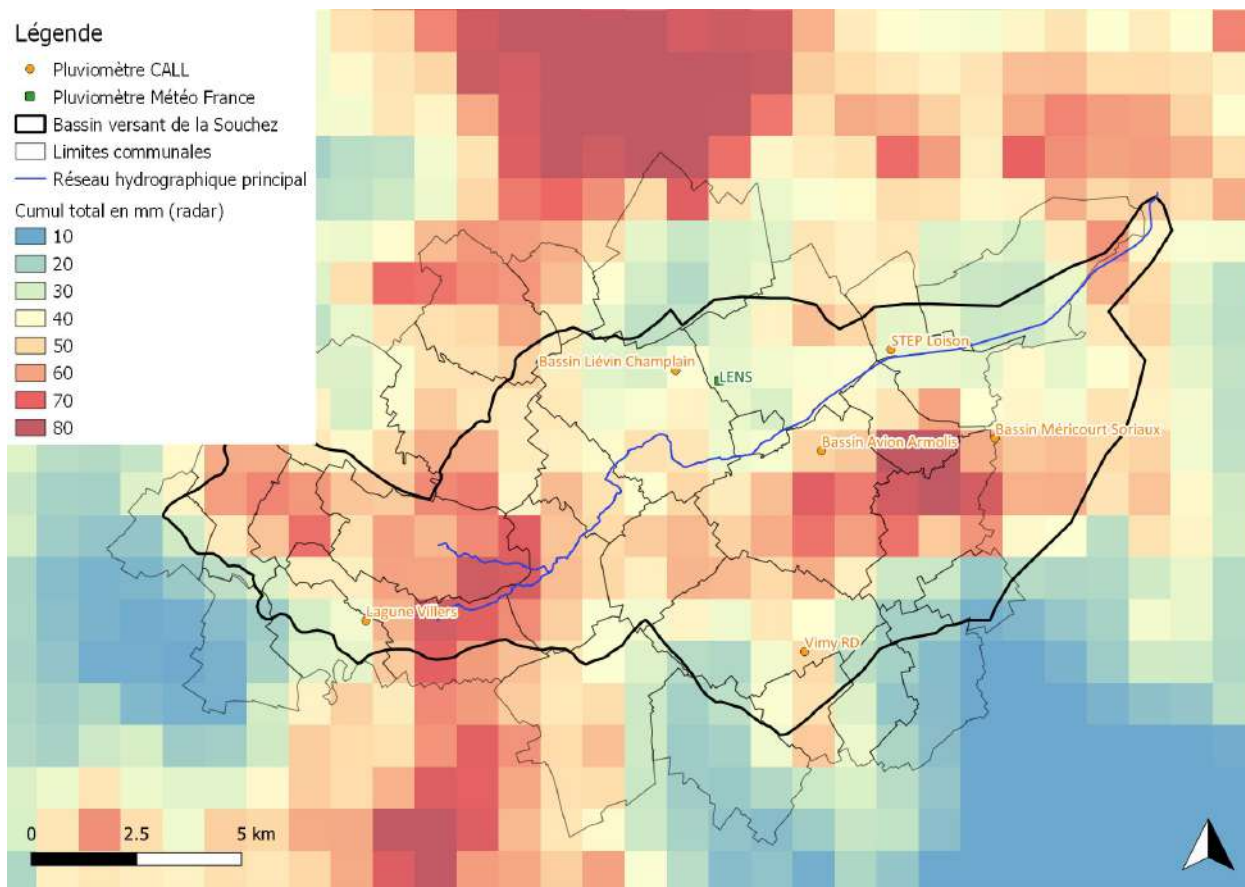 Légende
Pluviomètre CALL
Pluviomètre Météo France
Bassin versant de la Souchez
Limites communales
Réseau hydrographique principal
Cumul total en mm (radar)
10
20
30
40
50
60
70
80
STEP Loison
Bassin Liévin Champlain
LENS
Bassin Méricourt Soriaux
Bassin Avion Armolis
Lagune Villers
Vimy RD
0 2.5 5 km